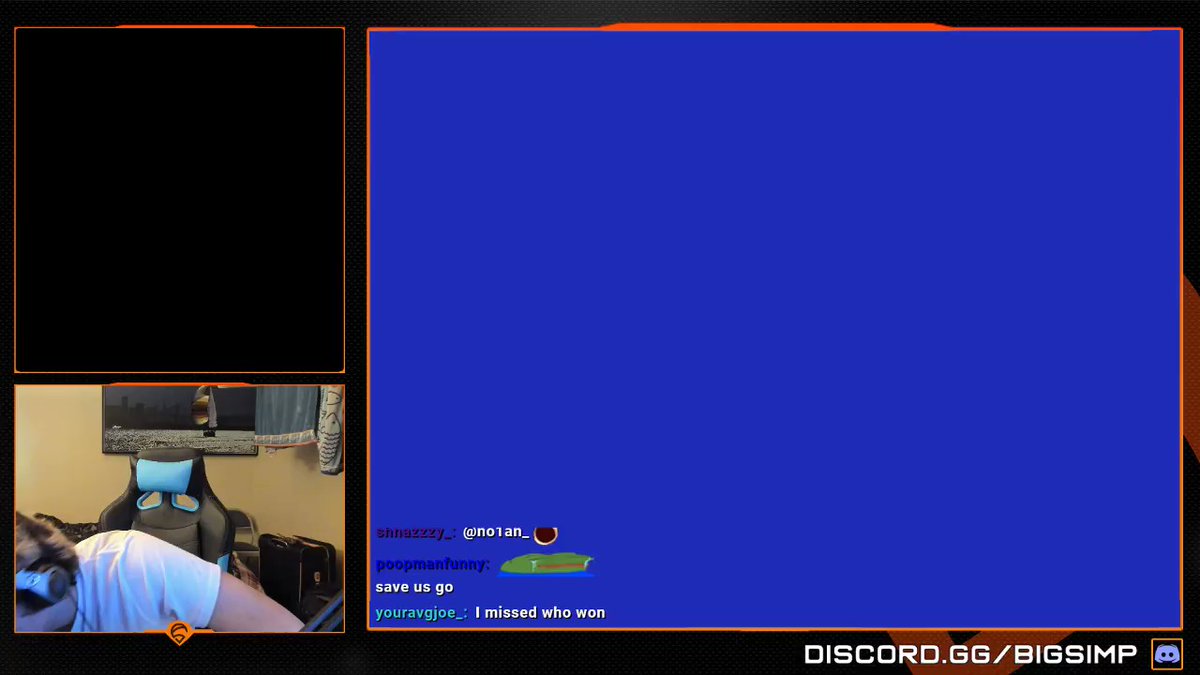 shnazzzy_: @no1an_
poopmanfunny:
save us go
youravgjoe_: I missed who won
DISCORD.GG/BIGSIMP